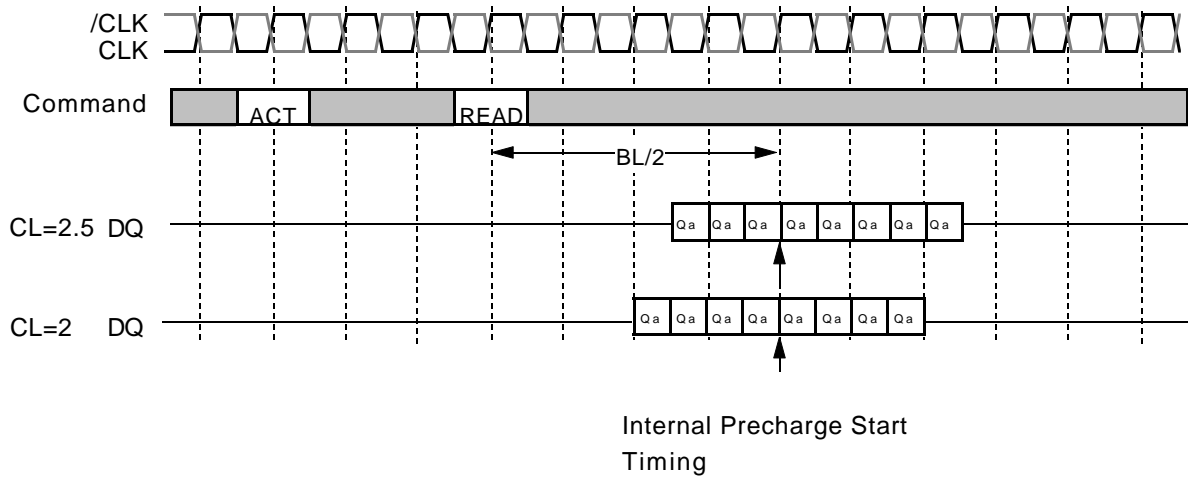 /CLK
CLK
Command
ACT
READ
BL/2
CL=2.5 DQ
Qa Qa Qa Qa Qa Qa Qa Qa
CL=2 DQ
Qa Qa Qa Qa Qa Qa Qa Qa
Internal Precharge Start
Timing